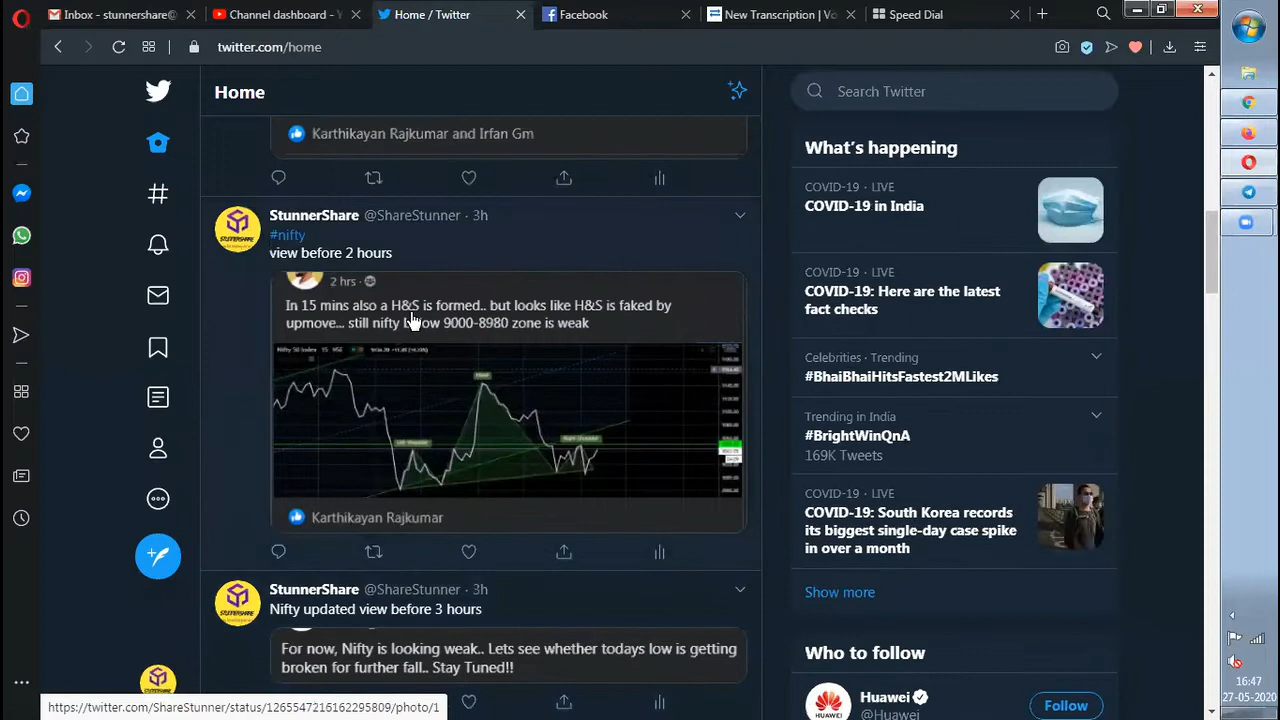 Inbox - stunnershare@
Channel dashboard - Y
Home / Twitter
Facebook
New Transcription | Vo
Speed Dial
twitter.com/home
Home
Karthikayan Rajkumar and Irfan Gm
StunnerShare @ShareStunner · 3h
#nifty
view before 2 hours
2 hrs ·
In 15 mins also a H&S is formed.. but looks like H&S is faked by
upmove... still nifty below 9000-8980 zone is weak
Karthikayan Rajkumar
StunnerShare @ShareStunner · 3h
Nifty updated view before 3 hours
For now, Nifty is looking weak.. Lets see whether todays low is getting
broken for further fall.. Stay Tuned!!
https://twitter.com/ShareStunner/status/1265547216162295809/photo/1
Search Twitter
What's happening
COVID-19 · LIVE
COVID-19 in India
COVID-19 · LIVE
COVID-19: Here are the latest
fact checks
Celebrities · Trending
#BhaiBhaiHitsFastest2MLikes
Trending in India
#BrightWinQnA
169K Tweets
COVID-19 · LIVE
COVID-19: South Korea records
its biggest single-day case spike
in over a month
Show more
Who to follow
Huawei
@Huawei
Follow
16:47
27-05-2020